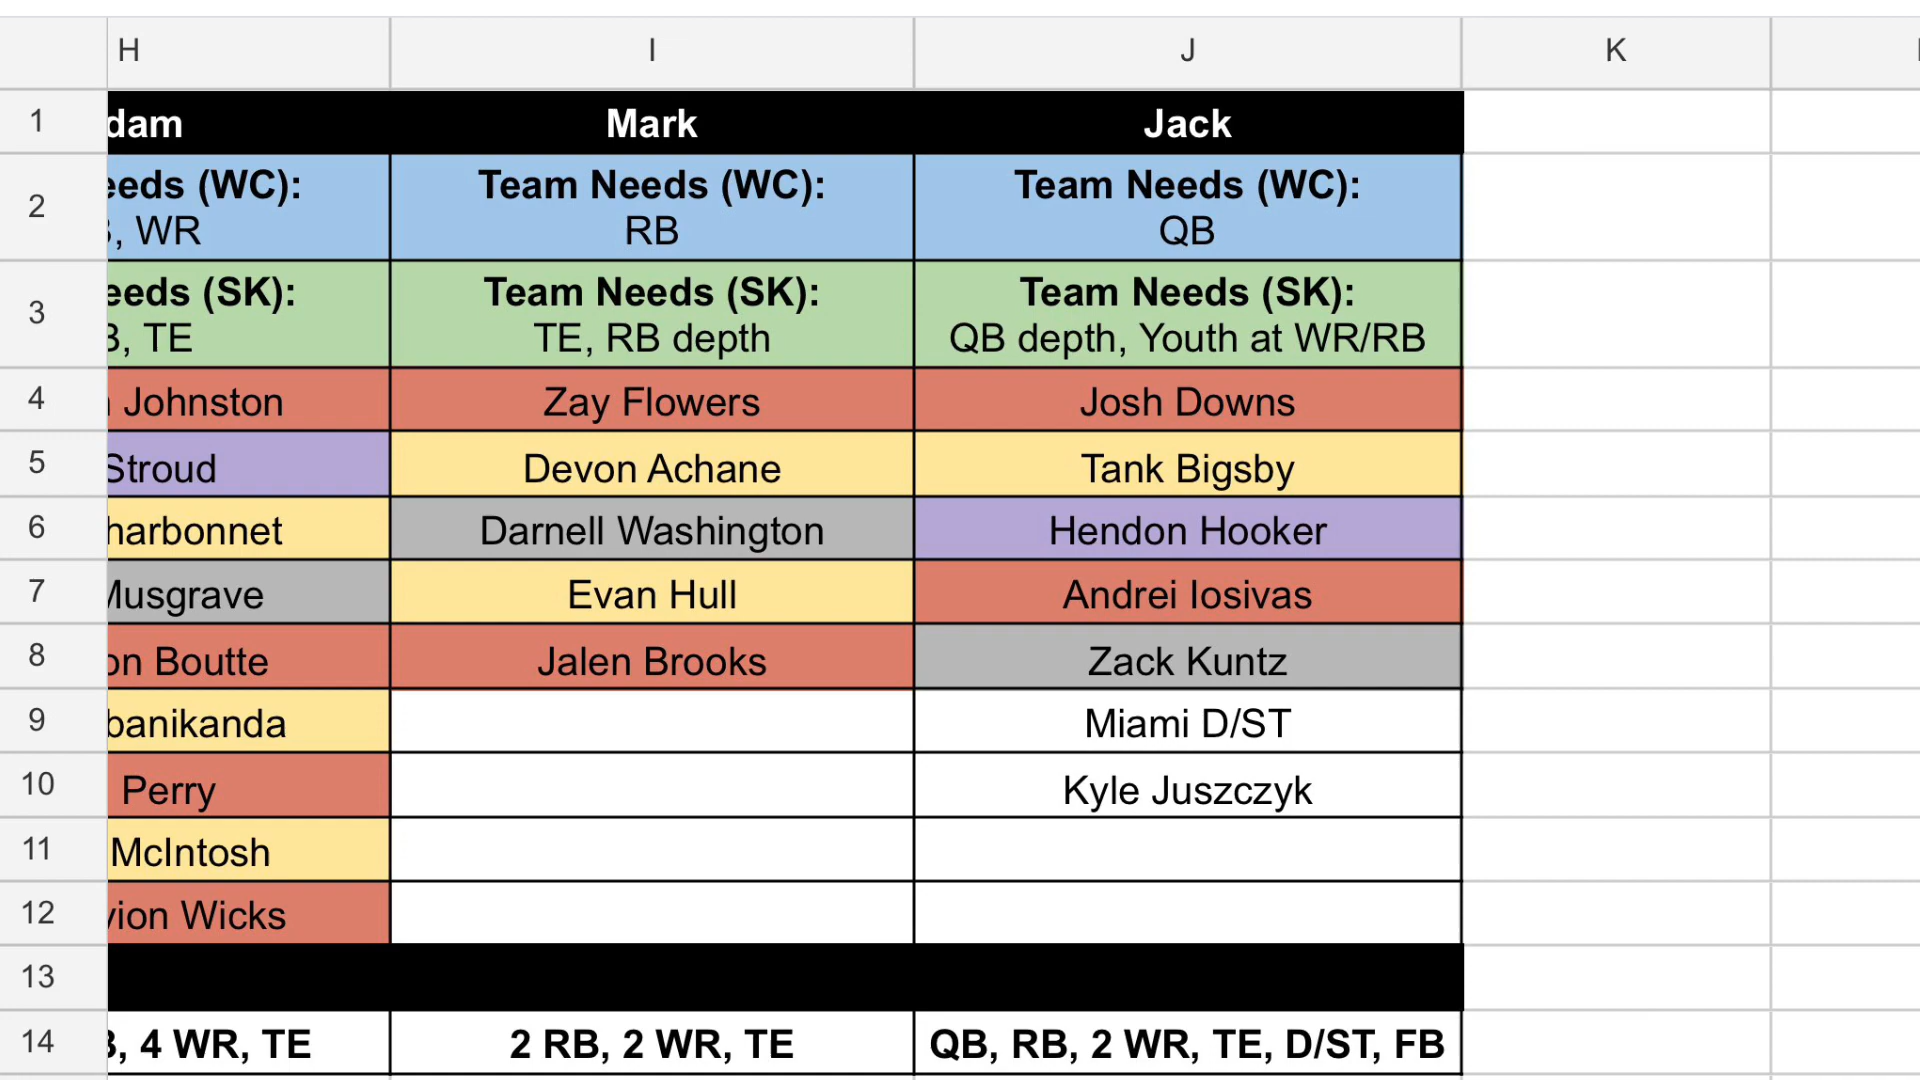 H I J K
1 dam Mark Jack
2 eeds (WC): Team Needs (WC): Team Needs (WC):
, WR RB QB
3 eeds (SK): Team Needs (SK): Team Needs (SK):
, TE TE, RB depth QB depth, Youth at WR/RB
4 Johnston Zay Flowers Josh Downs
5 Stroud Devon Achane Tank Bigsby
6 harbonnet Darnell Washington Hendon Hooker
7 Musgrave Evan Hull Andrei Iosivas
8 on Boutte Jalen Brooks Zack Kuntz
9 banikanda Miami D/ST
10 Perry Kyle Juszczyk
11 McIntosh
12 vion Wicks
13
14 , 4 WR, TE 2 RB, 2 WR, TE QB, RB, 2 WR, TE, D/ST, FB